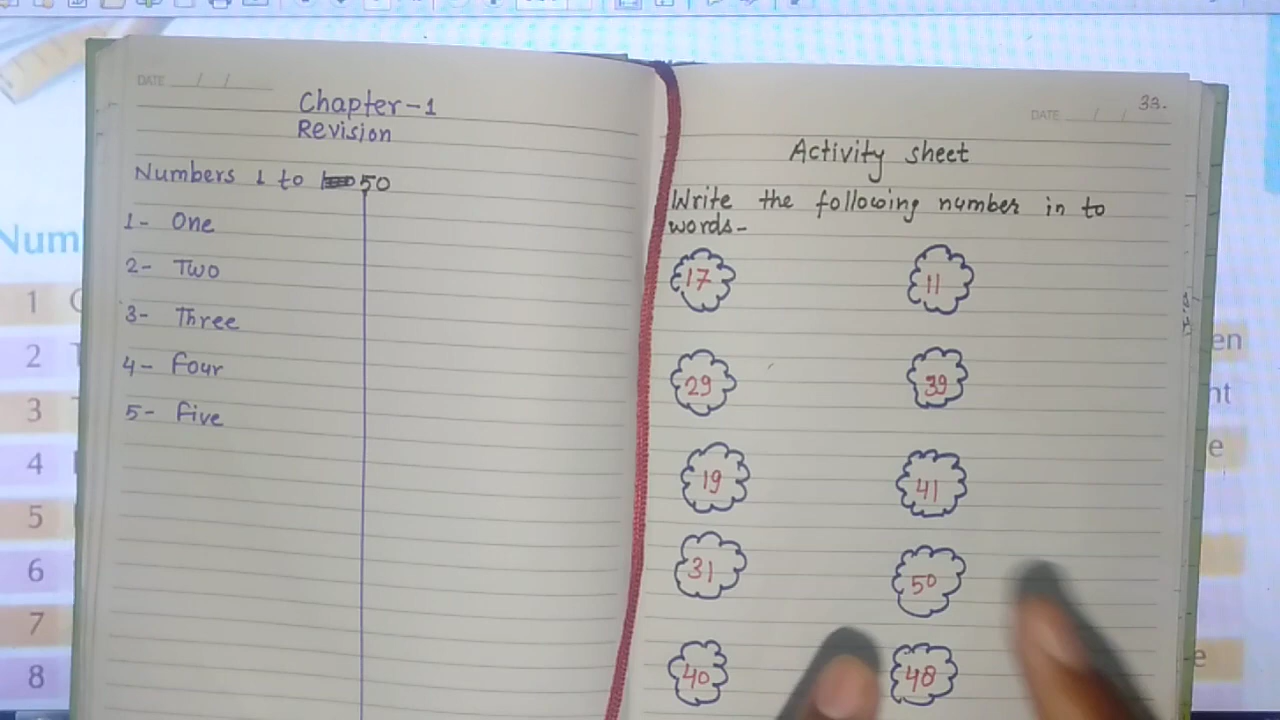 DATE / /
Chapter-1
Revision
Numbers 1 to 50
1- One
2- Two
3- Three
4- Four
5- Five
33.
DATE / /
Activity sheet
Write the following number in to
words-
17 11
29 39
19 41
31 50
40 48
Num
1
2
3
4
5
6
7
8
en
nt
e
e